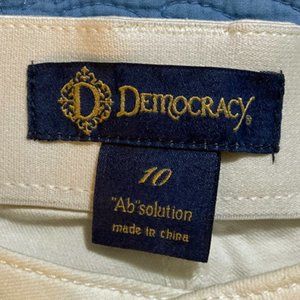 D DEMOCRACY®
10
"Ab"solution
made in china